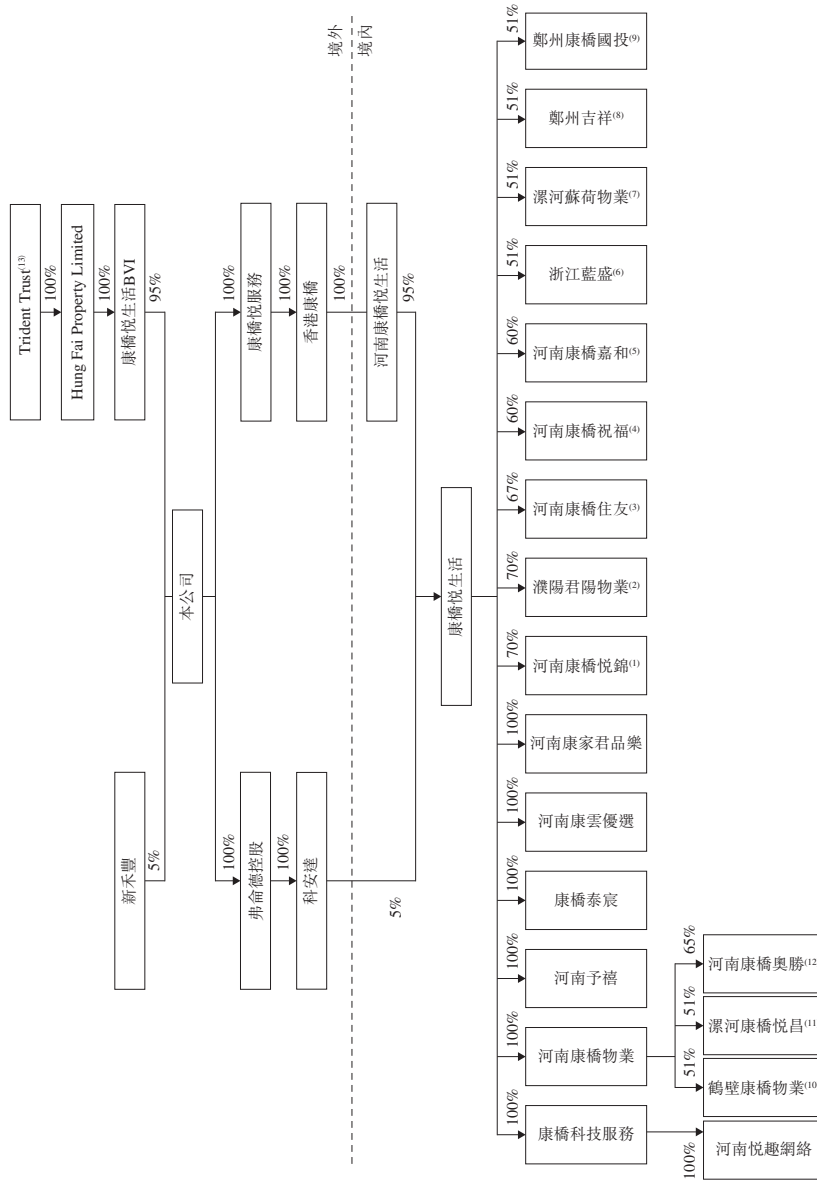 Trident Trust(13)
100%
Hung Fai Property Limited
100%
康橋悅生活BVI
95%
新禾豐
5%
本公司
100%
弗侖德控股
100%
科安達
100%
康橋悅服務
100%
香港康橋
100%
境外
境內
河南康橋悅生活
95%
5%
康橋悅生活
100%
康橋科技服務
100%
河南康橋物業
100%
河南予禧
100%
康橋泰宸
100%
河南康雲優選
100%
河南康家君品樂
70%
河南康橋悅錦(1)
70%
濮陽君陽物業(2)
67%
河南康橋住友(3)
60%
河南康橋祝福(4)
60%
河南康橋嘉和(5)
51%
浙江藍盛(6)
51%
漯河蘇荷物業(7)
51%
鄭州吉祥(8)
51%
鄭州康橋國投(9)
100%
河南悅趣網絡
51%
鶴壁康橋物業(10)
51%
漯河康橋悅昌(11)
65%
河南康橋奧勝(12)